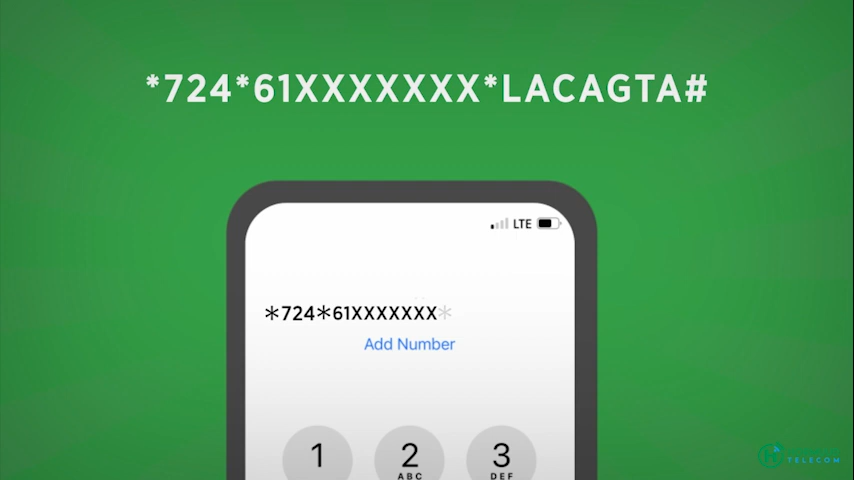 *724*61XXXXXXX*LACAGTA#
LTE
*724*61XXXXXXX*
Add Number
1 2 3
ABC DEF
TELECOM